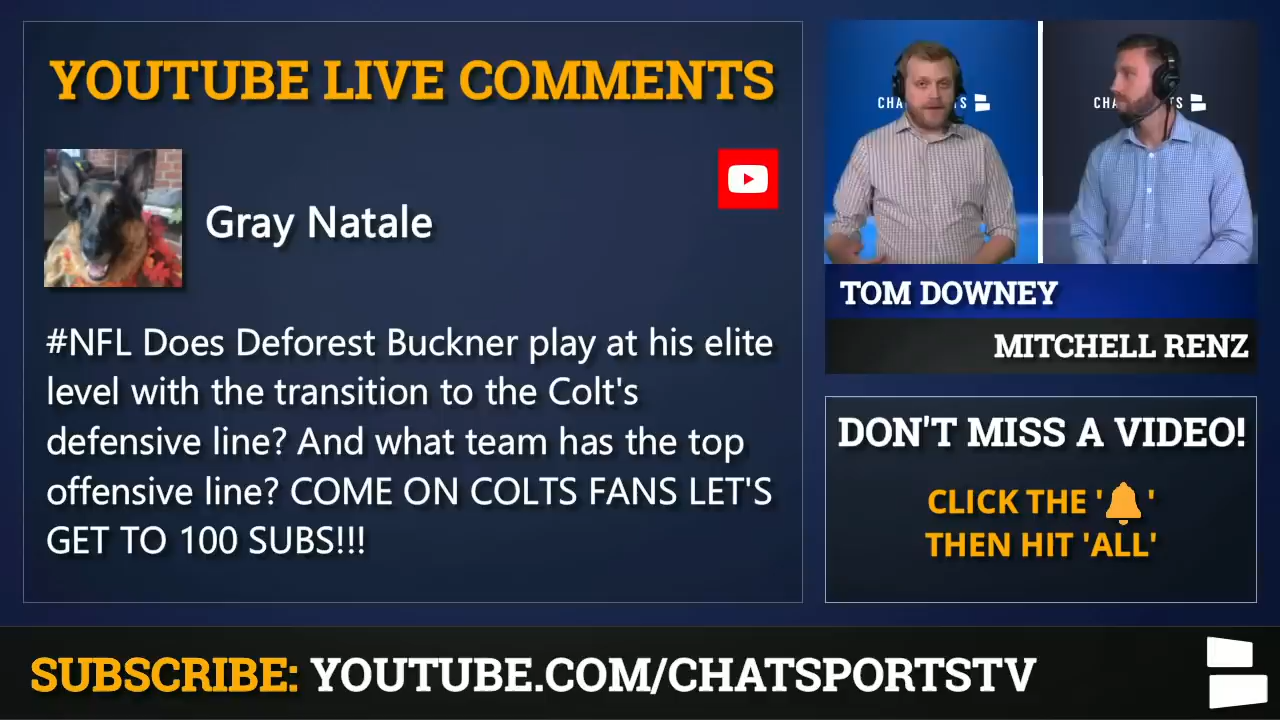 YOUTUBE LIVE COMMENTS
Gray Natale
#NFL Does Deforest Buckner play at his elite
level with the transition to the Colt's
defensive line? And what team has the top
offensive line? COME ON COLTS FANS LET'S
GET TO 100 SUBS!!!
TOM DOWNEY
MITCHELL RENZ
DON'T MISS A VIDEO!
CLICK THE '🔔'
THEN HIT 'ALL'
SUBSCRIBE: YOUTUBE.COM/CHATSPORTSTV